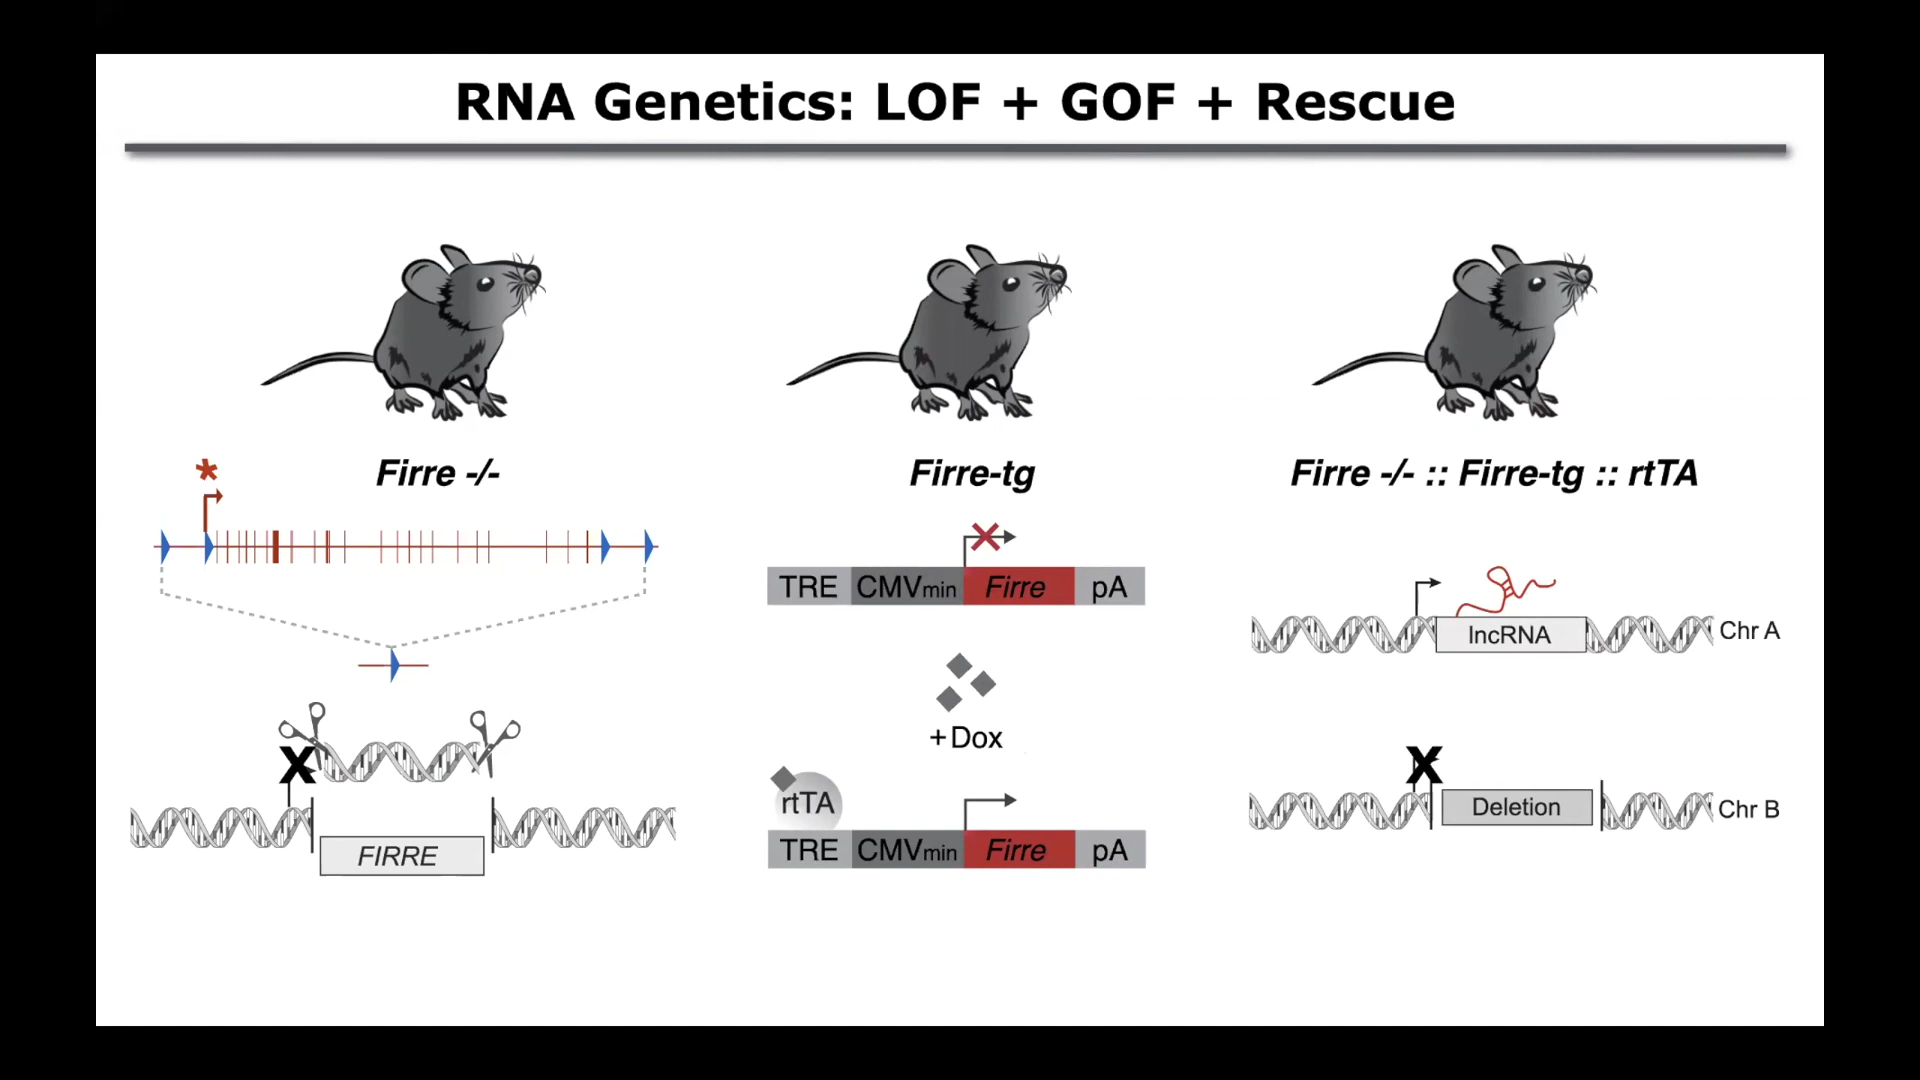 RNA Genetics: LOF + GOF + Rescue
Firre -/-
*
FIRRE
X
Firre-tg
TRE CMVmin Firre pA
+Dox
rtTA
TRE CMVmin Firre pA
Firre -/- :: Firre-tg :: rtTA
lncRNA Chr A
X
Deletion Chr B